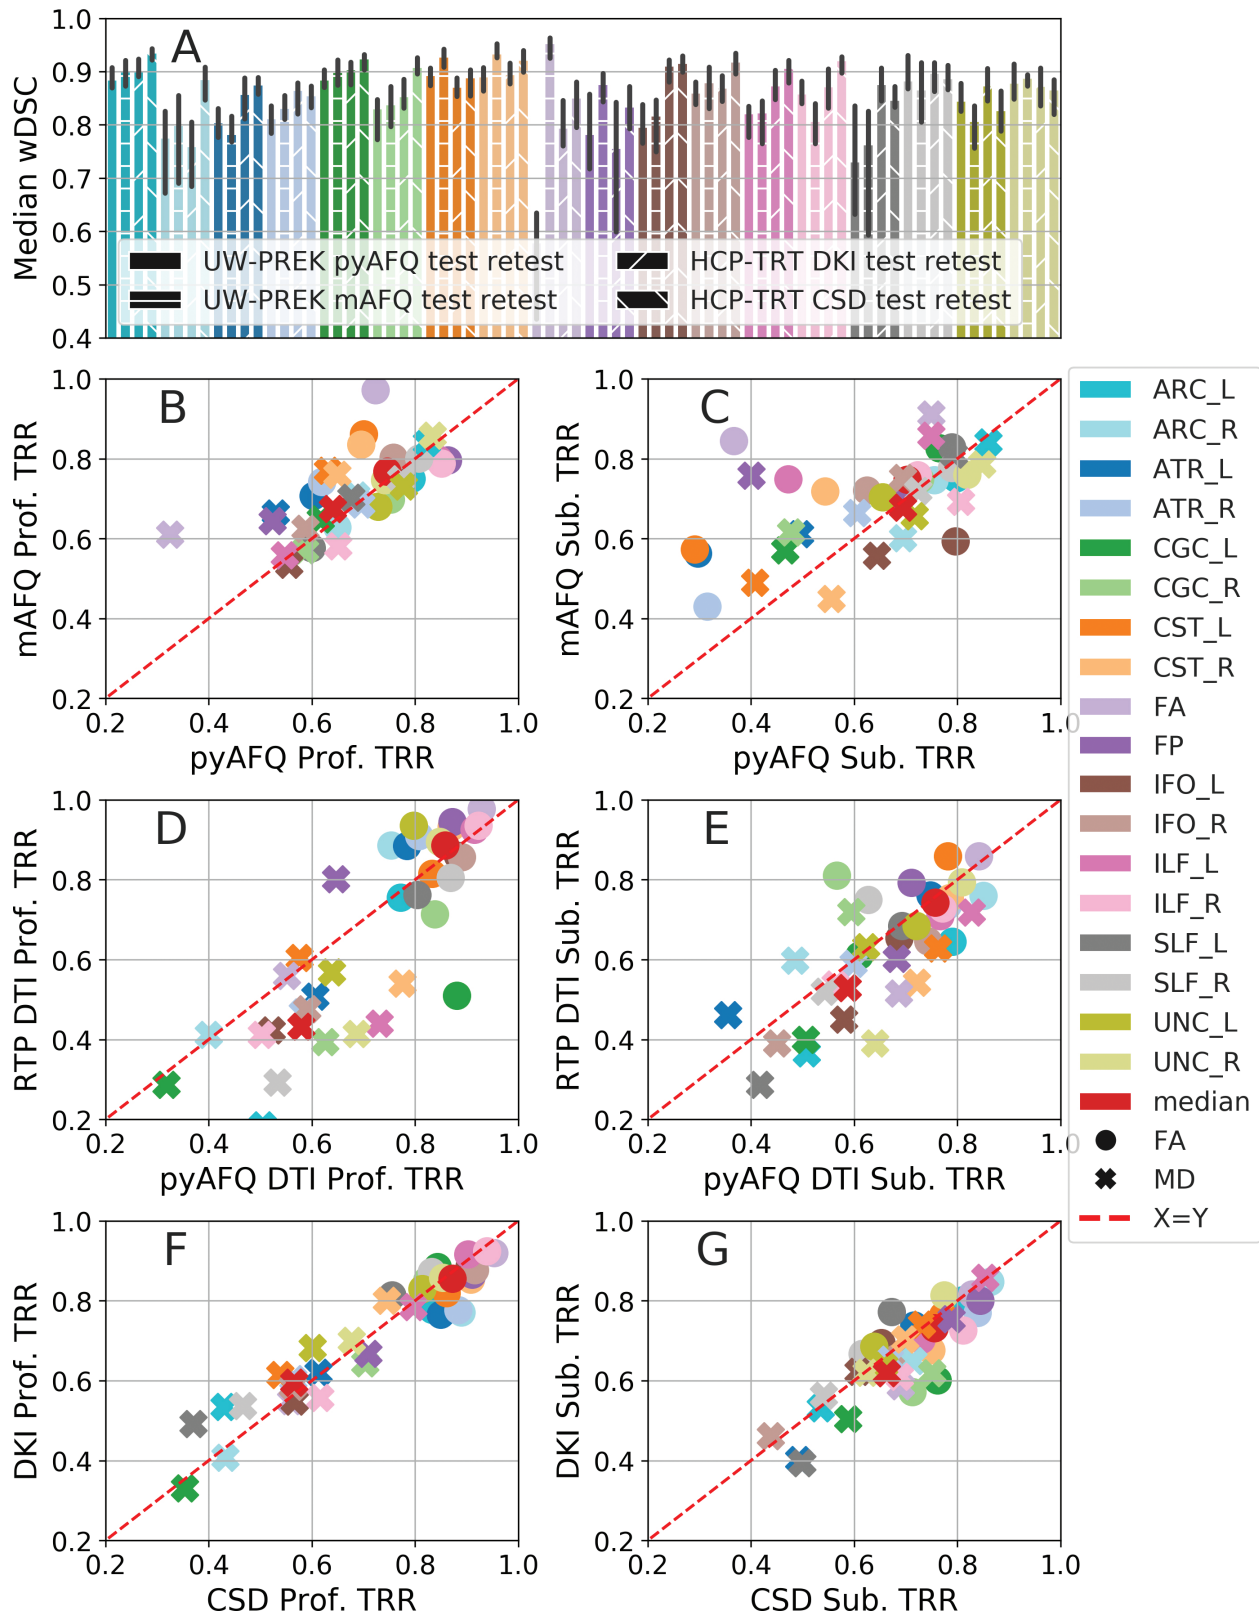 A
1.0
0.9
0.8
0.7
0.6
0.5
0.4
Median wDSC
UW-PREK pyAFQ test retest
UW-PREK mAFQ test retest
HCP-TRT DKI test retest
HCP-TRT CSD test retest
B
1.0
0.8
0.6
0.4
0.2
mAFQ Prof. TRR
0.2 0.4 0.6 0.8 1.0
pyAFQ Prof. TRR
C
1.0
0.8
0.6
0.4
0.2
mAFQ Sub. TRR
0.2 0.4 0.6 0.8 1.0
pyAFQ Sub. TRR
D
1.0
0.8
0.6
0.4
0.2
RTP DTI Prof. TRR
0.2 0.4 0.6 0.8 1.0
pyAFQ DTI Prof. TRR
E
1.0
0.8
0.6
0.4
0.2
RTP DTI Sub. TRR
0.2 0.4 0.6 0.8 1.0
pyAFQ DTI Sub. TRR
F
1.0
0.8
0.6
0.4
0.2
DKI Prof. TRR
0.2 0.4 0.6 0.8 1.0
CSD Prof. TRR
G
1.0
0.8
0.6
0.4
0.2
DKI Sub. TRR
0.2 0.4 0.6 0.8 1.0
CSD Sub. TRR
ARC_L
ARC_R
ATR_L
ATR_R
CGC_L
CGC_R
CST_L
CST_R
FA
FP
IFO_L
IFO_R
ILF_L
ILF_R
SLF_L
SLF_R
UNC_L
UNC_R
median
FA
MD
X=Y